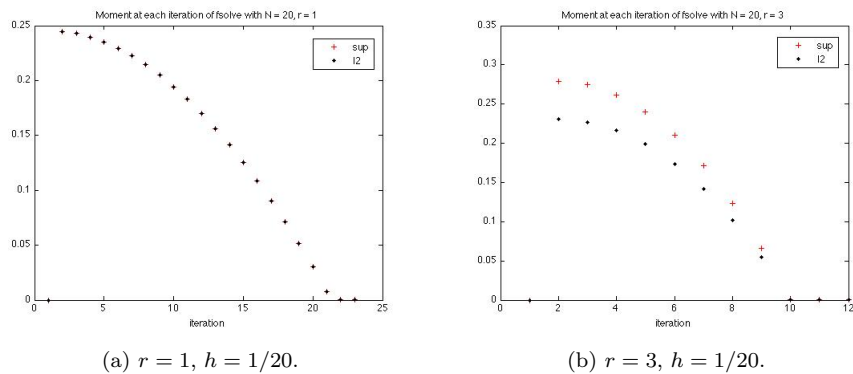 Moment at each iteration of fsolve with N = 20, r = 1
0.25
0.2
0.15
0.1
0.05
0
0 5 10 15 20 25
iteration
sup
l2
(a) r = 1, h = 1/20.
Moment at each iteration of fsolve with N = 20, r = 3
0.35
0.3
0.25
0.2
0.15
0.1
0.05
0
0 2 4 6 8 10 12
iteration
sup
l2
(b) r = 3, h = 1/20.